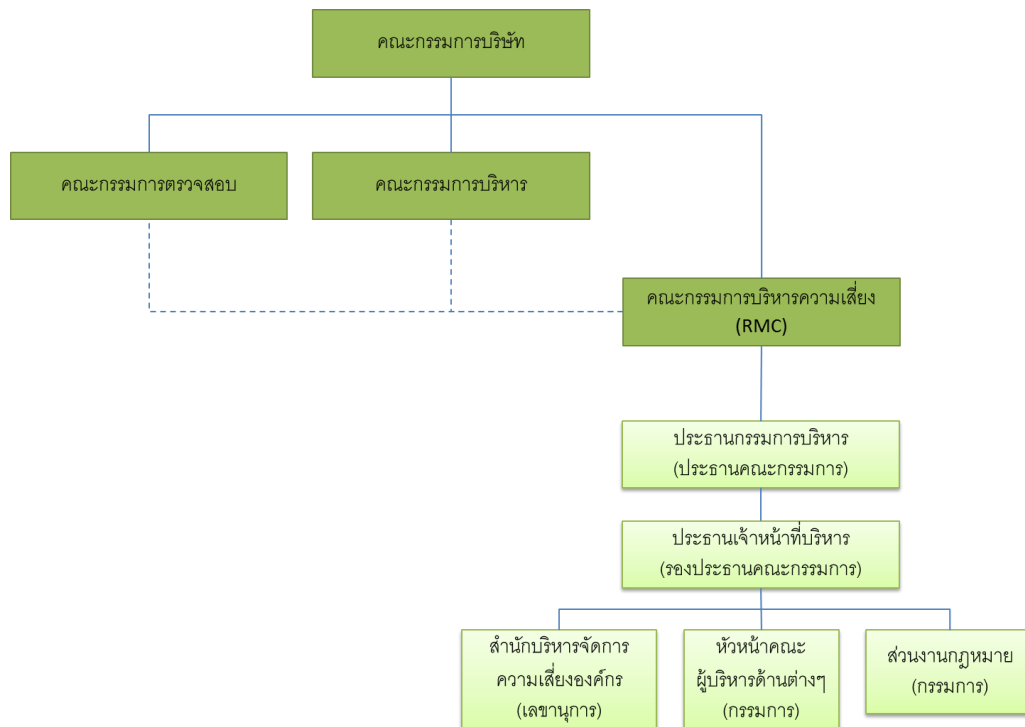 คณะกรรมการบริษัท
คณะกรรมการตรวจสอบ
คณะกรรมการบริหาร
คณะกรรมการบริหารความเสี่ยง
(RMC)
ประธานกรรมการบริหาร
(ประธานคณะกรรมการ)
ประธานเจ้าหน้าที่บริหาร
(รองประธานคณะกรรมการ)
สำนักบริหารจัดการ
ความเสี่ยงองค์กร
(เลขานุการ)
หัวหน้าคณะ
ผู้บริหารด้านต่างๆ
(กรรมการ)
ส่วนงานกฎหมาย
(กรรมการ)